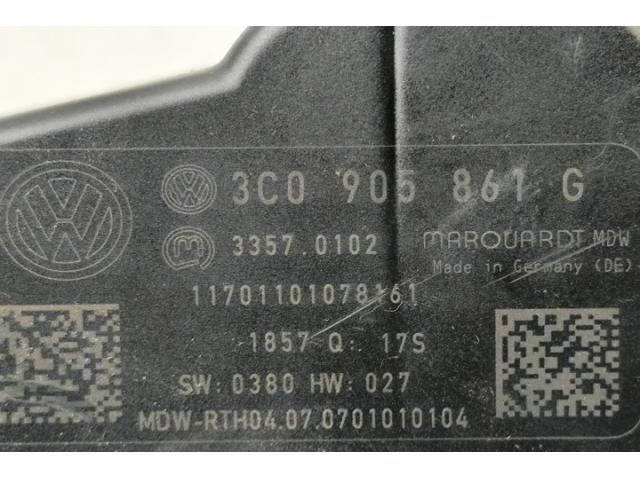 3C0 905 861 G
3357.0102 MARQUARDT MDW
Made in Germany (DE)
11701101078161
1857 Q: 17S
SW: 0380 HW: 027
MDW-RTH04.07.0701010104